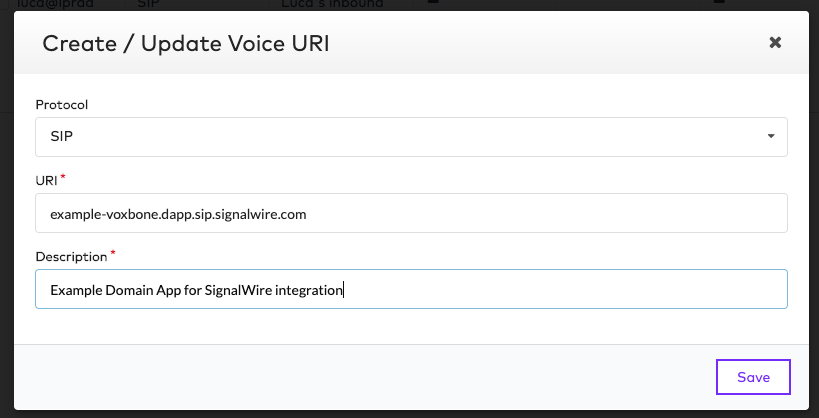 luca@iprad SIP Luca's inbound
Create / Update Voice URI
Protocol
SIP
URI *
example-voxbone.dapp.sip.signalwire.com
Description *
Example Domain App for SignalWire integration
Save